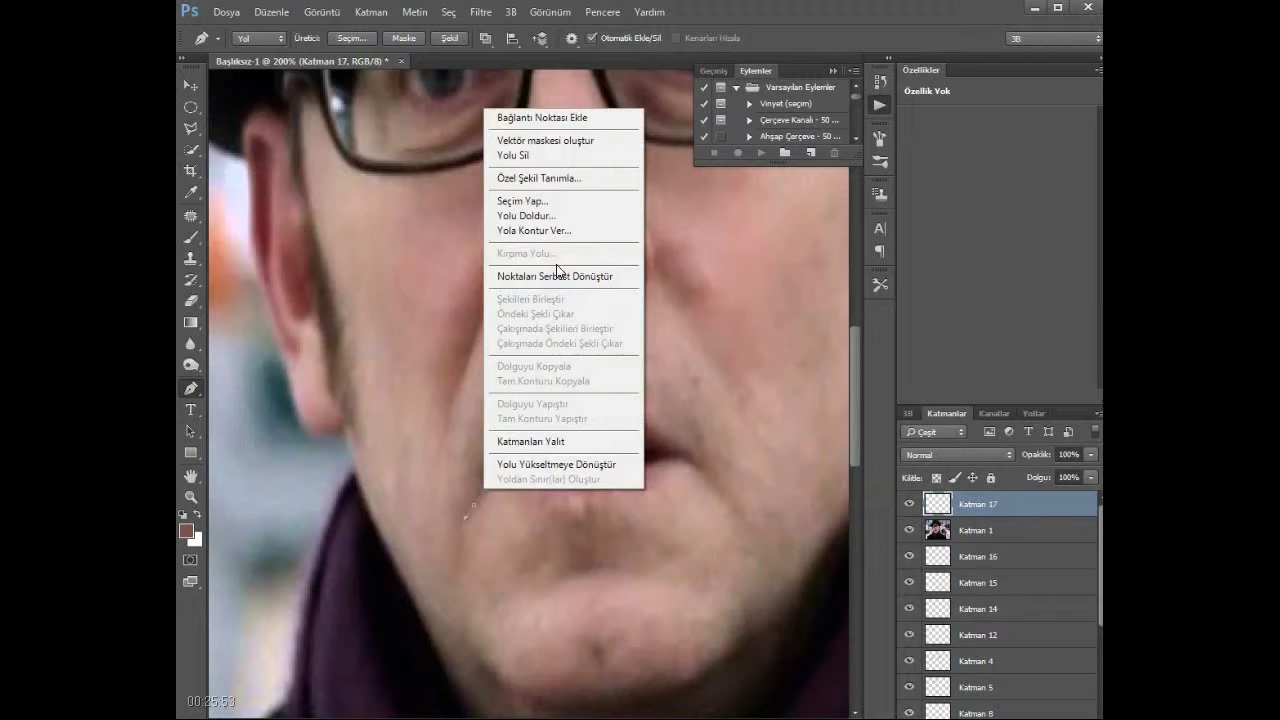 Ps Dosya Düzenle Görüntü Katman Metin Seç Filtre 3B Görünüm Pencere Yardım
Yol Üretici: Seçim... Maske Şekil Otomatik Ekle/Sil Kenarları Hizala 3B
Başlıksız-1 @ 200% (Katman 17, RGB/8) *
Geçmiş Eylemler
Varsayılan Eylemler
Vinyet (seçim)
Çerçeve Kanalı - 50 ...
Ahşap Çerçeve - 50 ...
Özellikler
Özellik Yok
Bağlantı Noktası Ekle
Vektör maskesi oluştur
Yolu Sil
Özel Şekil Tanımla...
Seçim Yap...
Yolu Doldur...
Yola Kontur Ver...
Kırpma Yolu...
Noktaları Serbest Dönüştür
Şekilleri Birleştir
Öndeki Şekli Çıkar
Çakışmada Şekilleri Birleştir
Çakışmada Öndeki Şekli Çıkar
Dolguyu Kopyala
Tam Konturu Kopyala
Dolguyu Yapıştır
Tam Konturu Yapıştır
Katmanları Yalıt
Yolu Yükseltmeye Dönüştür
Yoldan Sınır(lar) Oluştur
3B Katmanlar Kanallar Yollar
Çeşit
Normal Opaklık: 100%
Kilitle: Dolgu: 100%
Katman 17
Katman 1
Katman 16
Katman 15
Katman 14
Katman 12
Katman 4
Katman 5
Katman 8
00:25:53